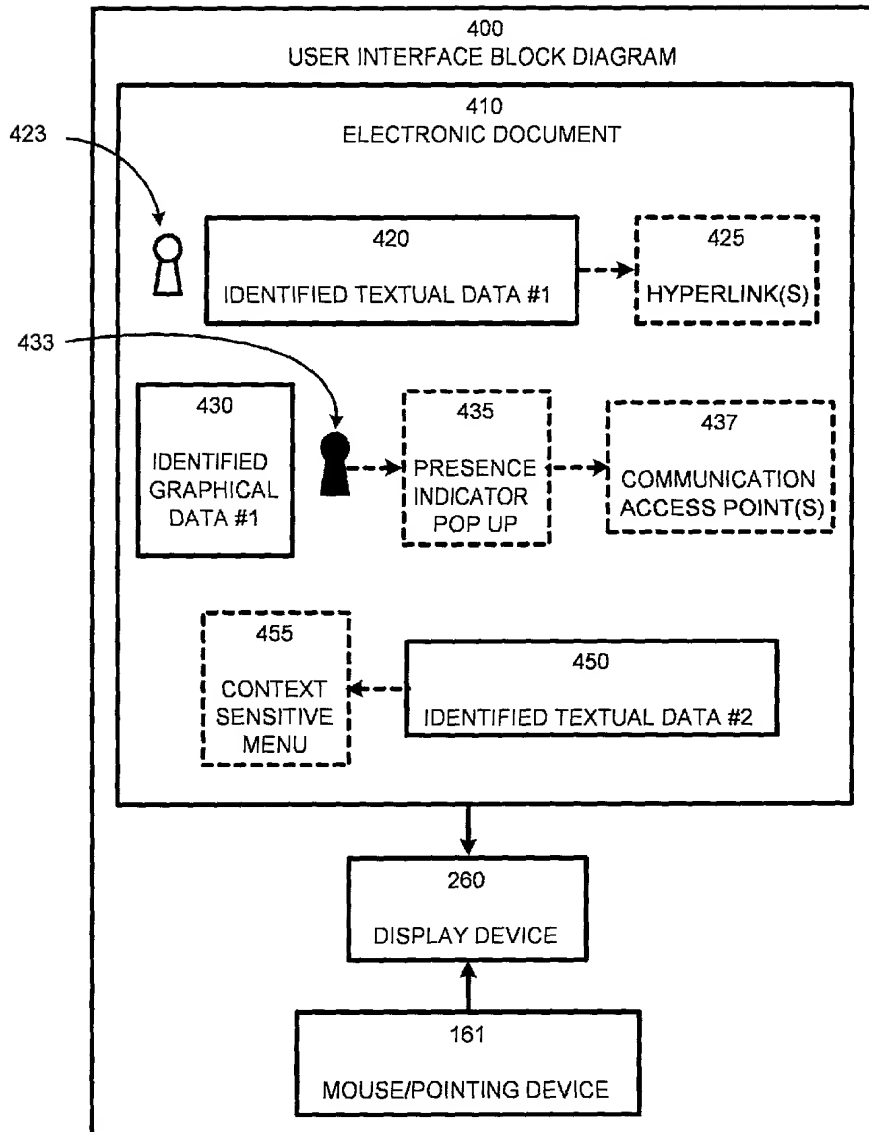 400
USER INTERFACE BLOCK DIAGRAM
410
ELECTRONIC DOCUMENT
423
420
IDENTIFIED TEXTUAL DATA #1
425
HYPERLINK(S)
433
430
IDENTIFIED
GRAPHICAL
DATA #1
435
PRESENCE
INDICATOR
POP UP
437
COMMUNICATION
ACCESS POINT(S)
455
CONTEXT
SENSITIVE
MENU
450
IDENTIFIED TEXTUAL DATA #2
260
DISPLAY DEVICE
161
MOUSE/POINTING DEVICE